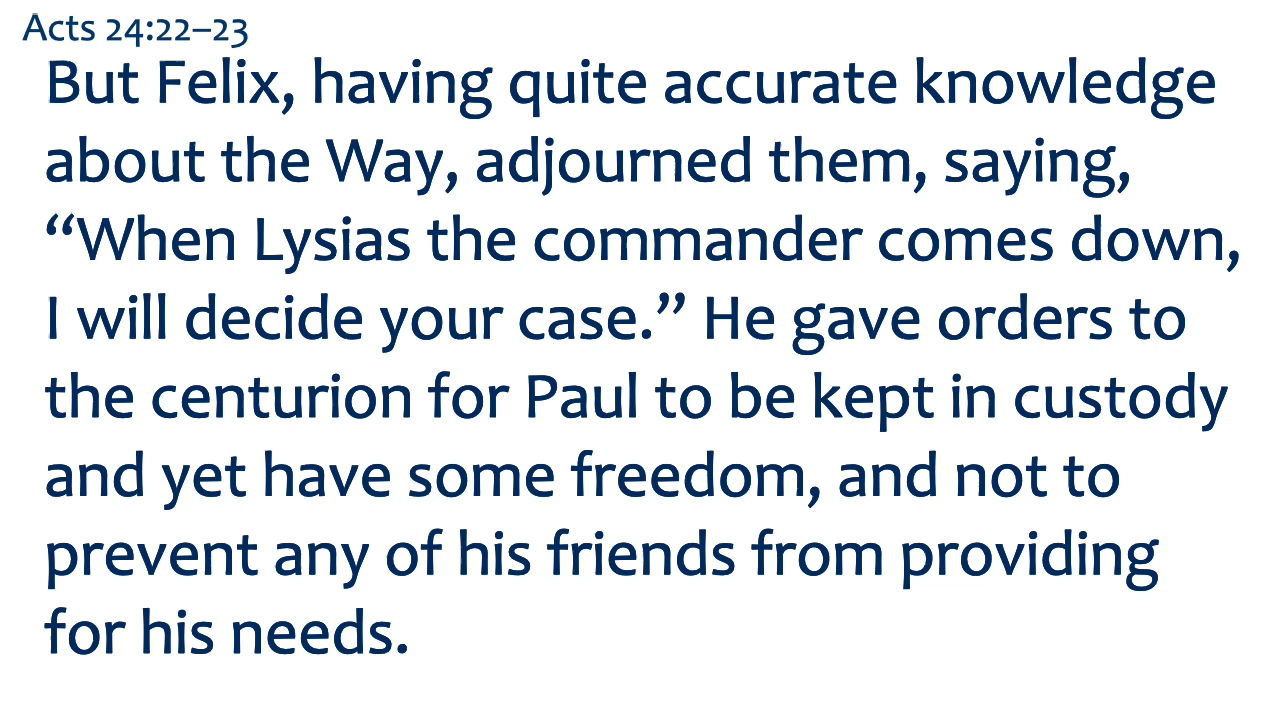 Acts 24:22–23
But Felix, having quite accurate knowledge
about the Way, adjourned them, saying,
“When Lysias the commander comes down,
I will decide your case.” He gave orders to
the centurion for Paul to be kept in custody
and yet have some freedom, and not to
prevent any of his friends from providing
for his needs.